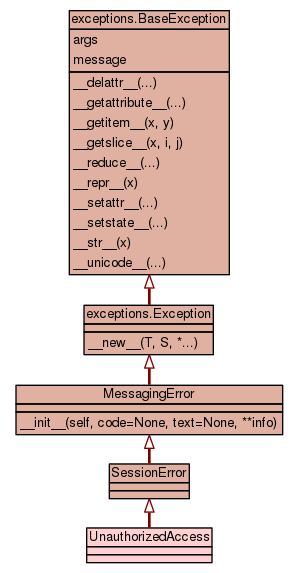 exceptions.BaseException
args
message
__delattr__(...)
__getattribute__(...)
__getitem__(x, y)
__getslice__(x, i, j)
__reduce__(...)
__repr__(x)
__setattr__(...)
__setstate__(...)
__str__(x)
__unicode__(...)
exceptions.Exception
__new__(T, S, *...)
MessagingError
__init__(self, code=None, text=None, **info)
SessionError
UnauthorizedAccess